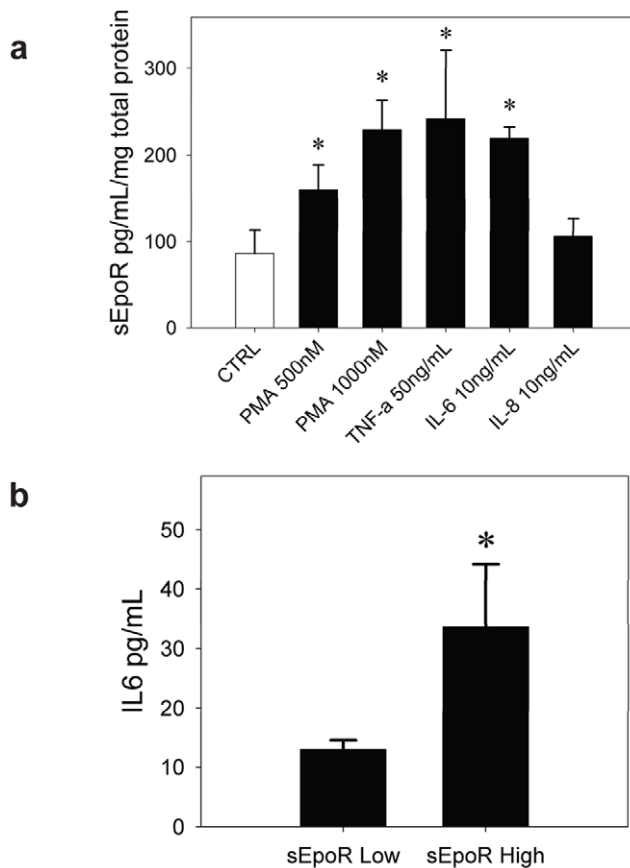 a
sEpoR pg/mL/mg total protein
300
200
100
0
*
*
*
*
CTRL
PMA 500nM
PMA 1000nM
TNF-a 50ng/mL
IL-6 10ng/mL
IL-8 10ng/mL
b
IL6 pg/mL
50
40
30
20
10
0
*
sEpoR Low sEpoR High